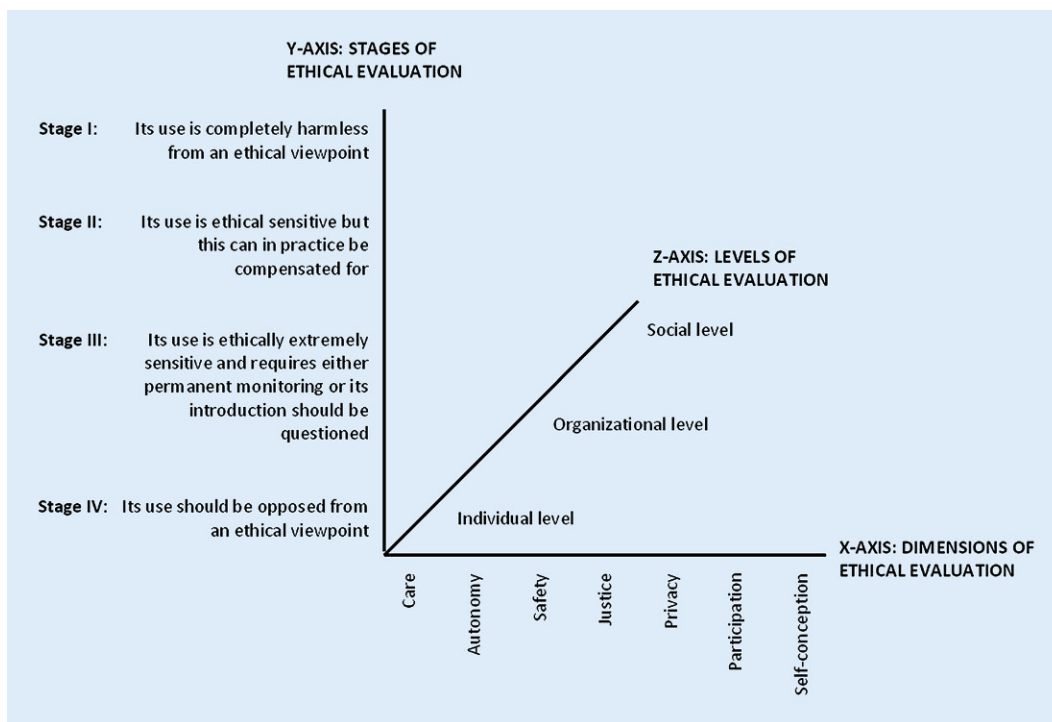 Y-AXIS: STAGES OF
ETHICAL EVALUATION
Stage I: Its use is completely harmless
from an ethical viewpoint
Stage II: Its use is ethical sensitive but
this can in practice be
compensated for
Z-AXIS: LEVELS OF
ETHICAL EVALUATION
Social level
Stage III: Its use is ethically extremely
sensitive and requires either
permanent monitoring or its
introduction should be
questioned
Organizational level
Stage IV: Its use should be opposed from
an ethical viewpoint
Individual level
X-AXIS: DIMENSIONS OF
ETHICAL EVALUATION
Care
Autonomy
Safety
Justice
Privacy
Participation
Self-conception